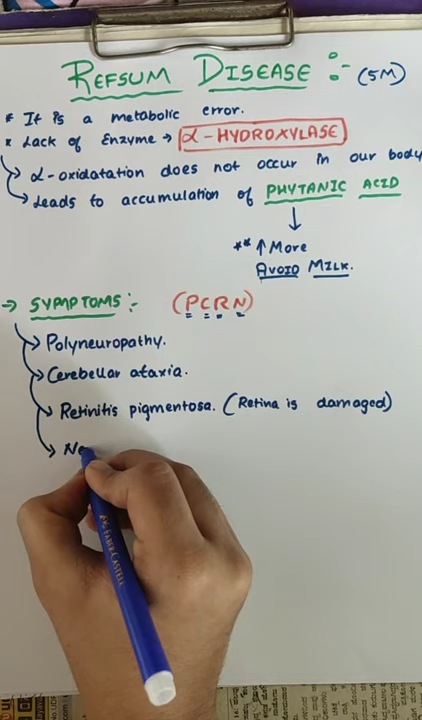 REFSUM DISEASE :- (5M)
* It is a metabolic error.
* Lack of Enzyme → α-HYDROXYLASE
α-oxidatation does not occur in our body
Leads to accumulation of PHYTANIC ACID
** ↑ More
AVOID MILK.
→ SYMPTOMS :- (PCRN)
Polyneuropathy.
Cerebellar ataxia.
Retinitis pigmentosa. (Retina is damaged)
Ne
FABER-CASTELL